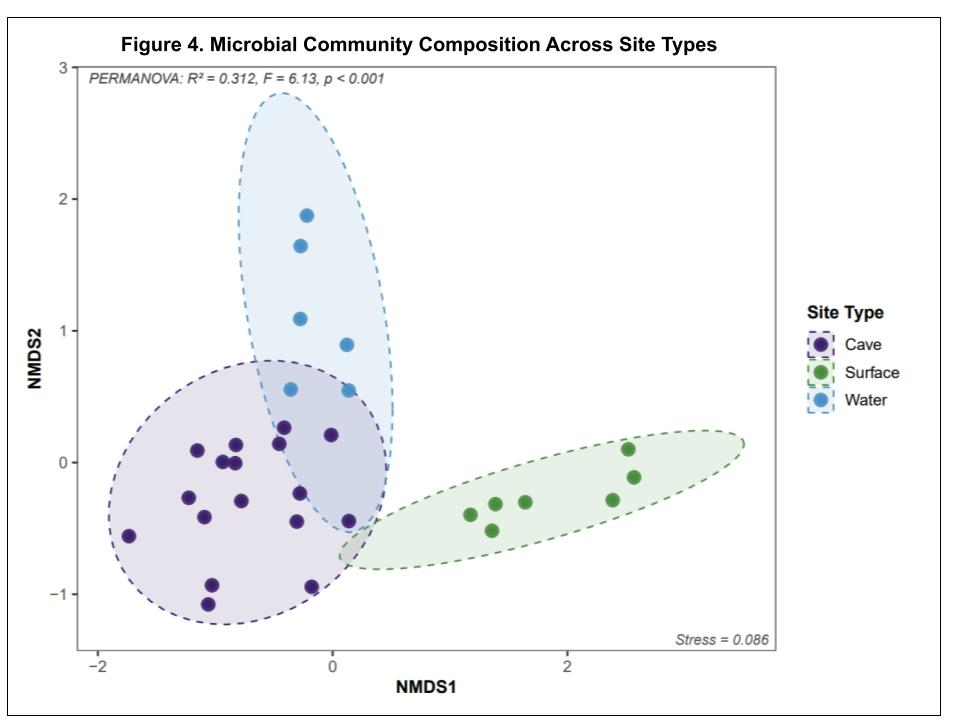 Figure 4. Microbial Community Composition Across Site Types
PERMANOVA: R² = 0.312, F = 6.13, p < 0.001
3
2
1
0
−1
NMDS2
−2
0
2
NMDS1
Stress = 0.086
Site Type
Cave
Surface
Water